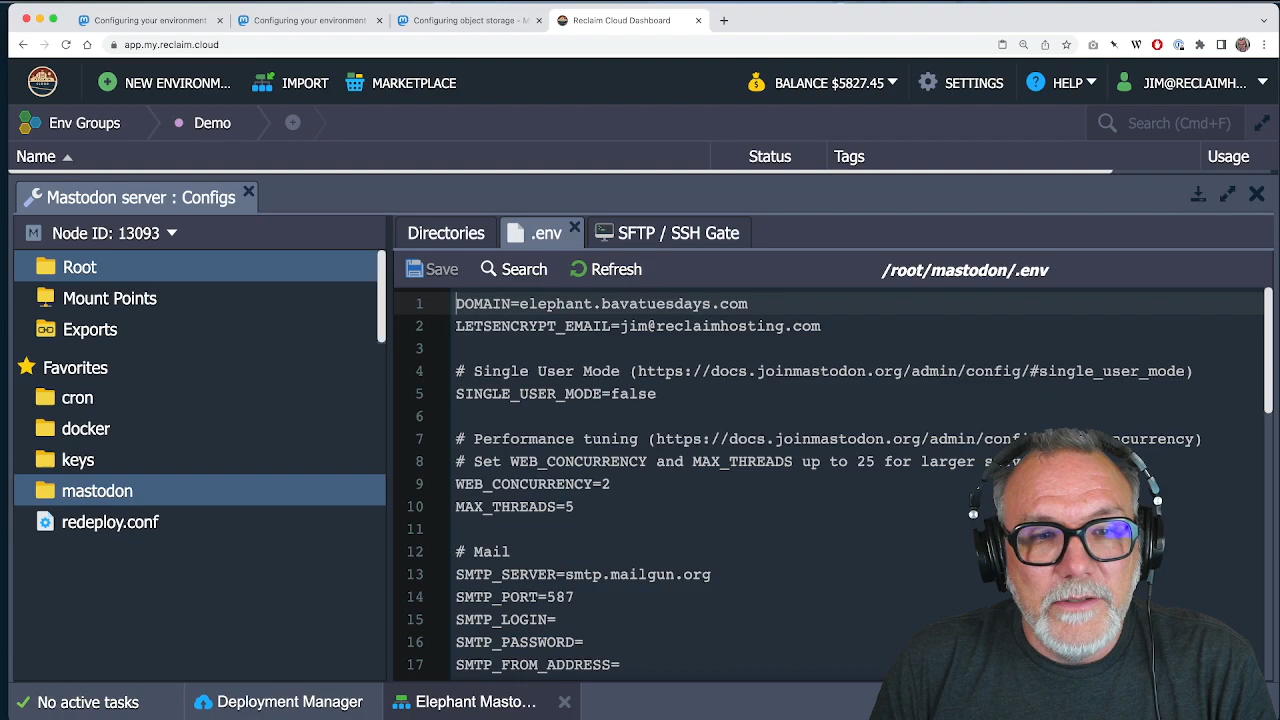 Configuring your environment
Configuring your environment
Configuring object storage - M
Reclaim Cloud Dashboard
app.my.reclaim.cloud
NEW ENVIRONM...
IMPORT
MARKETPLACE
BALANCE $5827.45
SETTINGS
HELP
JIM@RECLAIMH...
Env Groups
Demo
Search (Cmd+F)
Name
Status
Tags
Usage
Mastodon server : Configs
M
Node ID: 13093
Directories
.env
SFTP / SSH Gate
Root
Mount Points
Exports
Favorites
cron
docker
keys
mastodon
redeploy.conf
Save
Search
Refresh
/root/mastodon/.env
1 DOMAIN=elephant.bavatuesdays.com
2 LETSENCRYPT_EMAIL=jim@reclaimhosting.com
3
4 # Single User Mode (https://docs.joinmastodon.org/admin/config/#single_user_mode)
5 SINGLE_USER_MODE=false
6
7 # Performance tuning (https://docs.joinmastodon.org/admin/conf currency)
8 # Set WEB_CONCURRENCY and MAX_THREADS up to 25 for larger
9 WEB_CONCURRENCY=2
10 MAX_THREADS=5
11
12 # Mail
13 SMTP_SERVER=smtp.mailgun.org
14 SMTP_PORT=587
15 SMTP_LOGIN=
16 SMTP_PASSWORD=
17 SMTP_FROM_ADDRESS=
No active tasks
Deployment Manager
Elephant Masto...